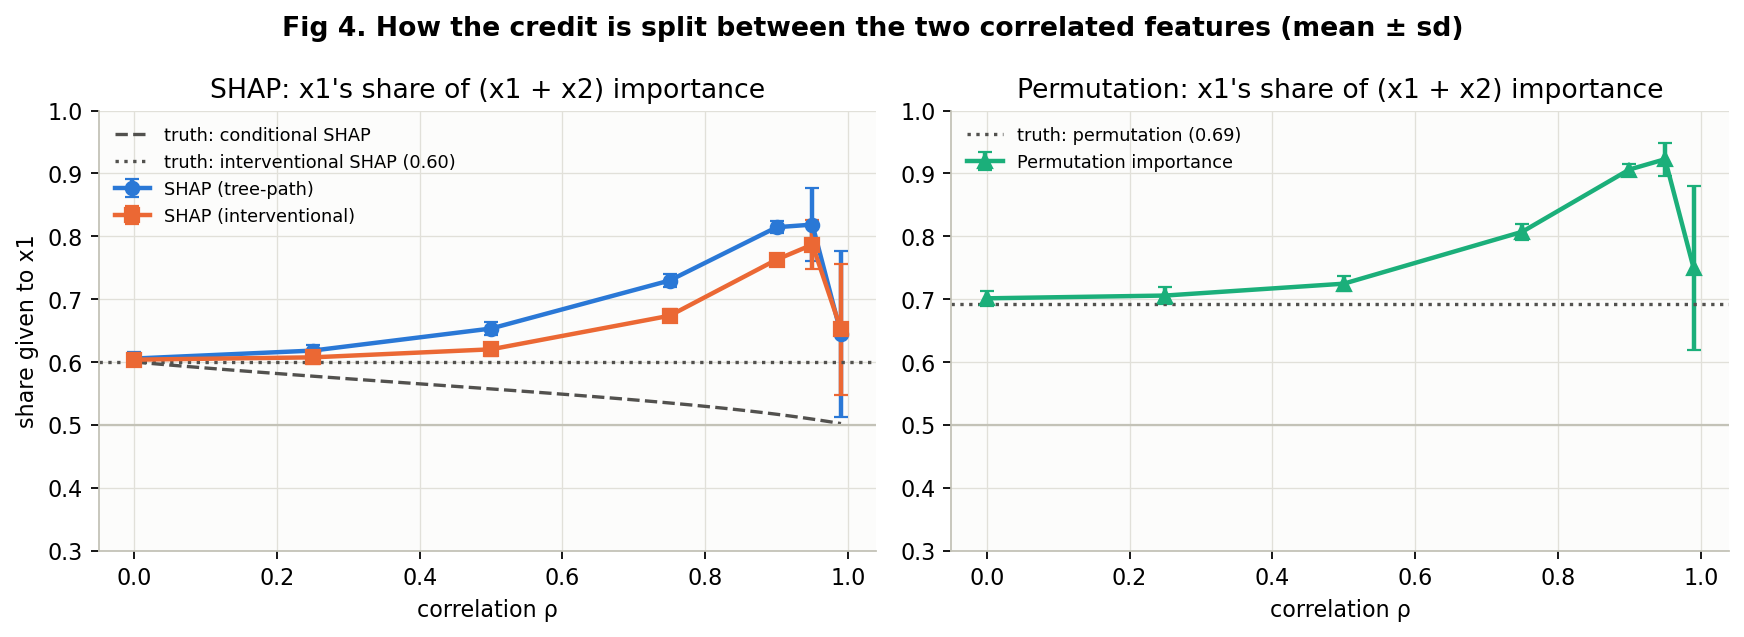 Fig 4. How the credit is split between the two correlated features (mean ± sd)
SHAP: x1's share of (x1 + x2) importance
share given to x1
1.0
0.9
0.8
0.7
0.6
0.5
0.4
0.3
truth: conditional SHAP
truth: interventional SHAP (0.60)
SHAP (tree-path)
SHAP (interventional)
0.0 0.2 0.4 0.6 0.8 1.0
correlation ρ
Permutation: x1's share of (x1 + x2) importance
1.0
0.9
0.8
0.7
0.6
0.5
0.4
0.3
truth: permutation (0.69)
Permutation importance
0.0 0.2 0.4 0.6 0.8 1.0
correlation ρ